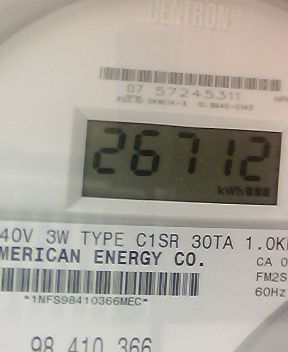 CENTRON®
07 57245311
26712
kWh
40V 3W TYPE C1SR 30TA 1.0K
MERICAN ENERGY CO.
CA 0
FM2S
60Hz
*1NFS98410366MEC*
98 410 366